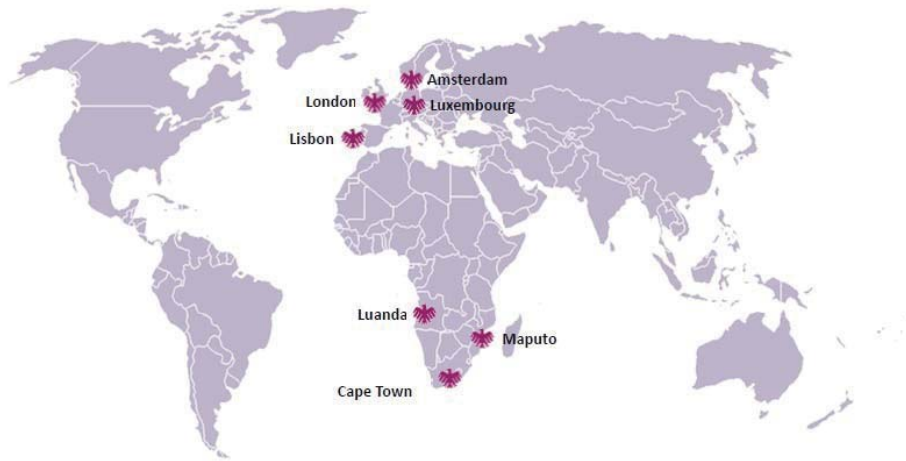 Amsterdam
London
Luxembourg
Lisbon
Luanda
Maputo
Cape Town